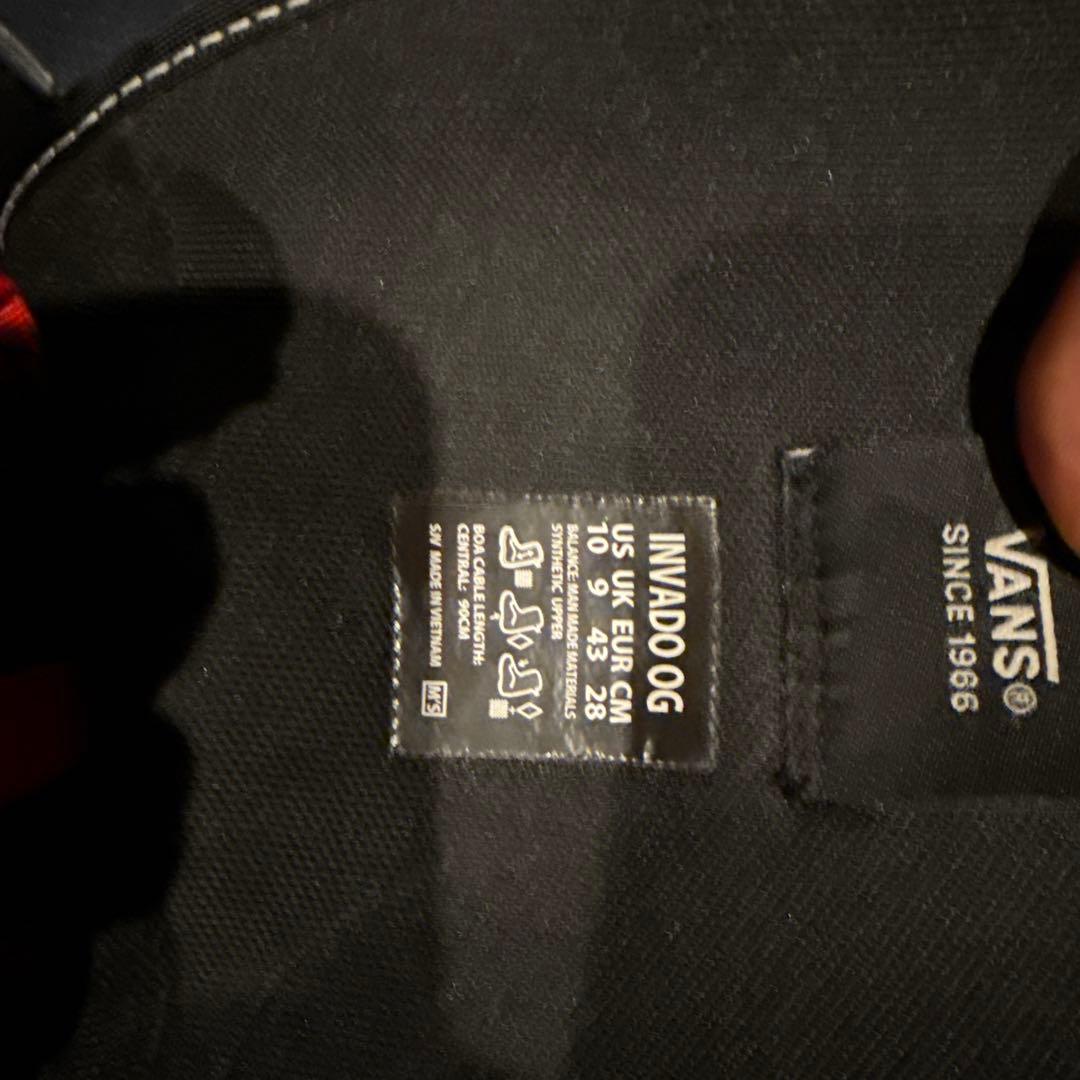 VANS®
SINCE 1966
INVADO OG
US UK EUR CM
10 9 43 28
BALANCE: MAN MADE MATERIALS
SYNTHETIC UPPER
BOA CABLE LENGTH:
CENTRAL: 90CM
MADE IN VIETNAM M'S